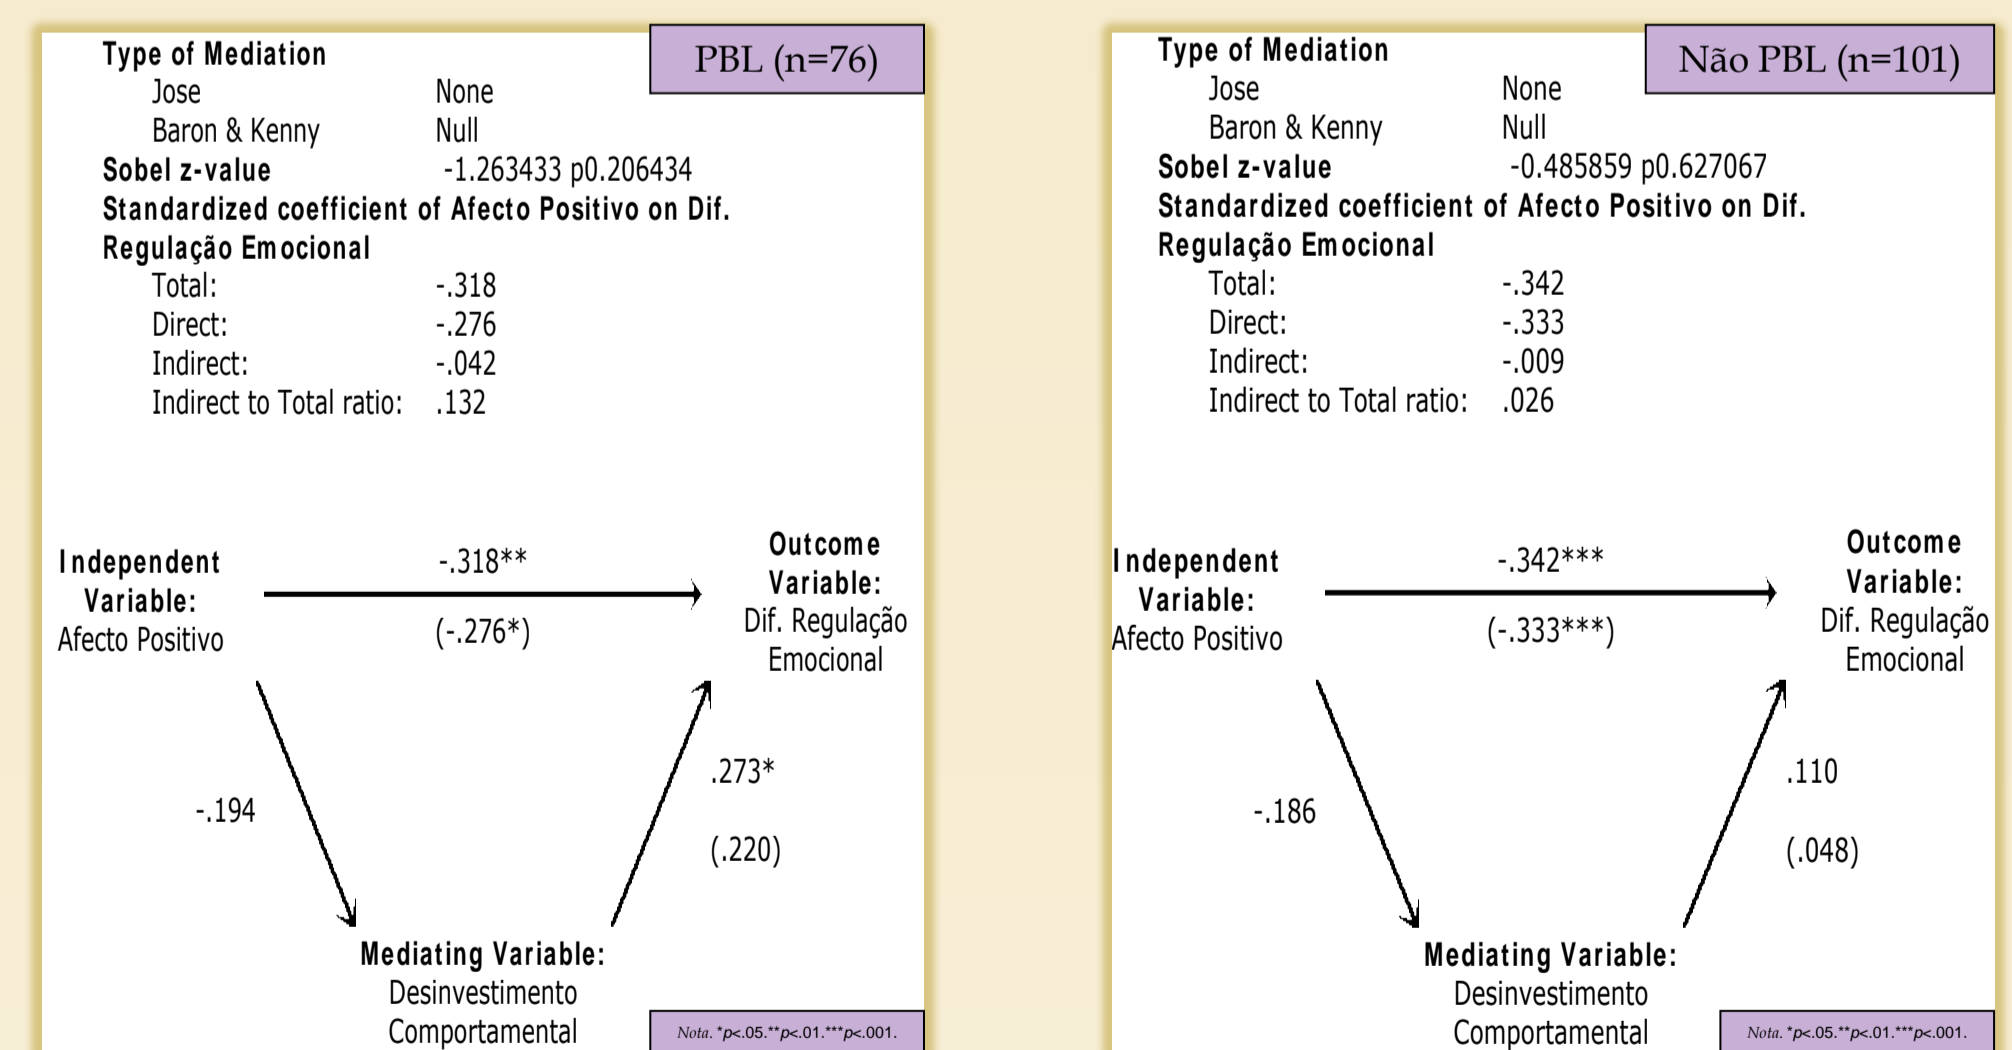 PBL (n=76)
Type of Mediation
Jose None
Baron & Kenny Null
Sobel z-value -1.263433 p0.206434
Standardized coefficient of Afecto Positivo on Dif.
Regulação Emocional
Total: -.318
Direct: -.276
Indirect: -.042
Indirect to Total ratio: .132
Independent
Variable:
Afecto Positivo
-.318**
(-.276*)
Outcome
Variable:
Dif. Regulação
Emocional
-.194
.273*
(.220)
Mediating Variable:
Desinvestimento
Comportamental
Nota. *p<.05.**p<.01.***p<.001.
Não PBL (n=101)
Type of Mediation
Jose None
Baron & Kenny Null
Sobel z-value -0.485859 p0.627067
Standardized coefficient of Afecto Positivo on Dif.
Regulação Emocional
Total: -.342
Direct: -.333
Indirect: -.009
Indirect to Total ratio: .026
Independent
Variable:
Afecto Positivo
-.342***
(-.333***)
Outcome
Variable:
Dif. Regulação
Emocional
-.186
.110
(.048)
Mediating Variable:
Desinvestimento
Comportamental
Nota. *p<.05.**p<.01.***p<.001.